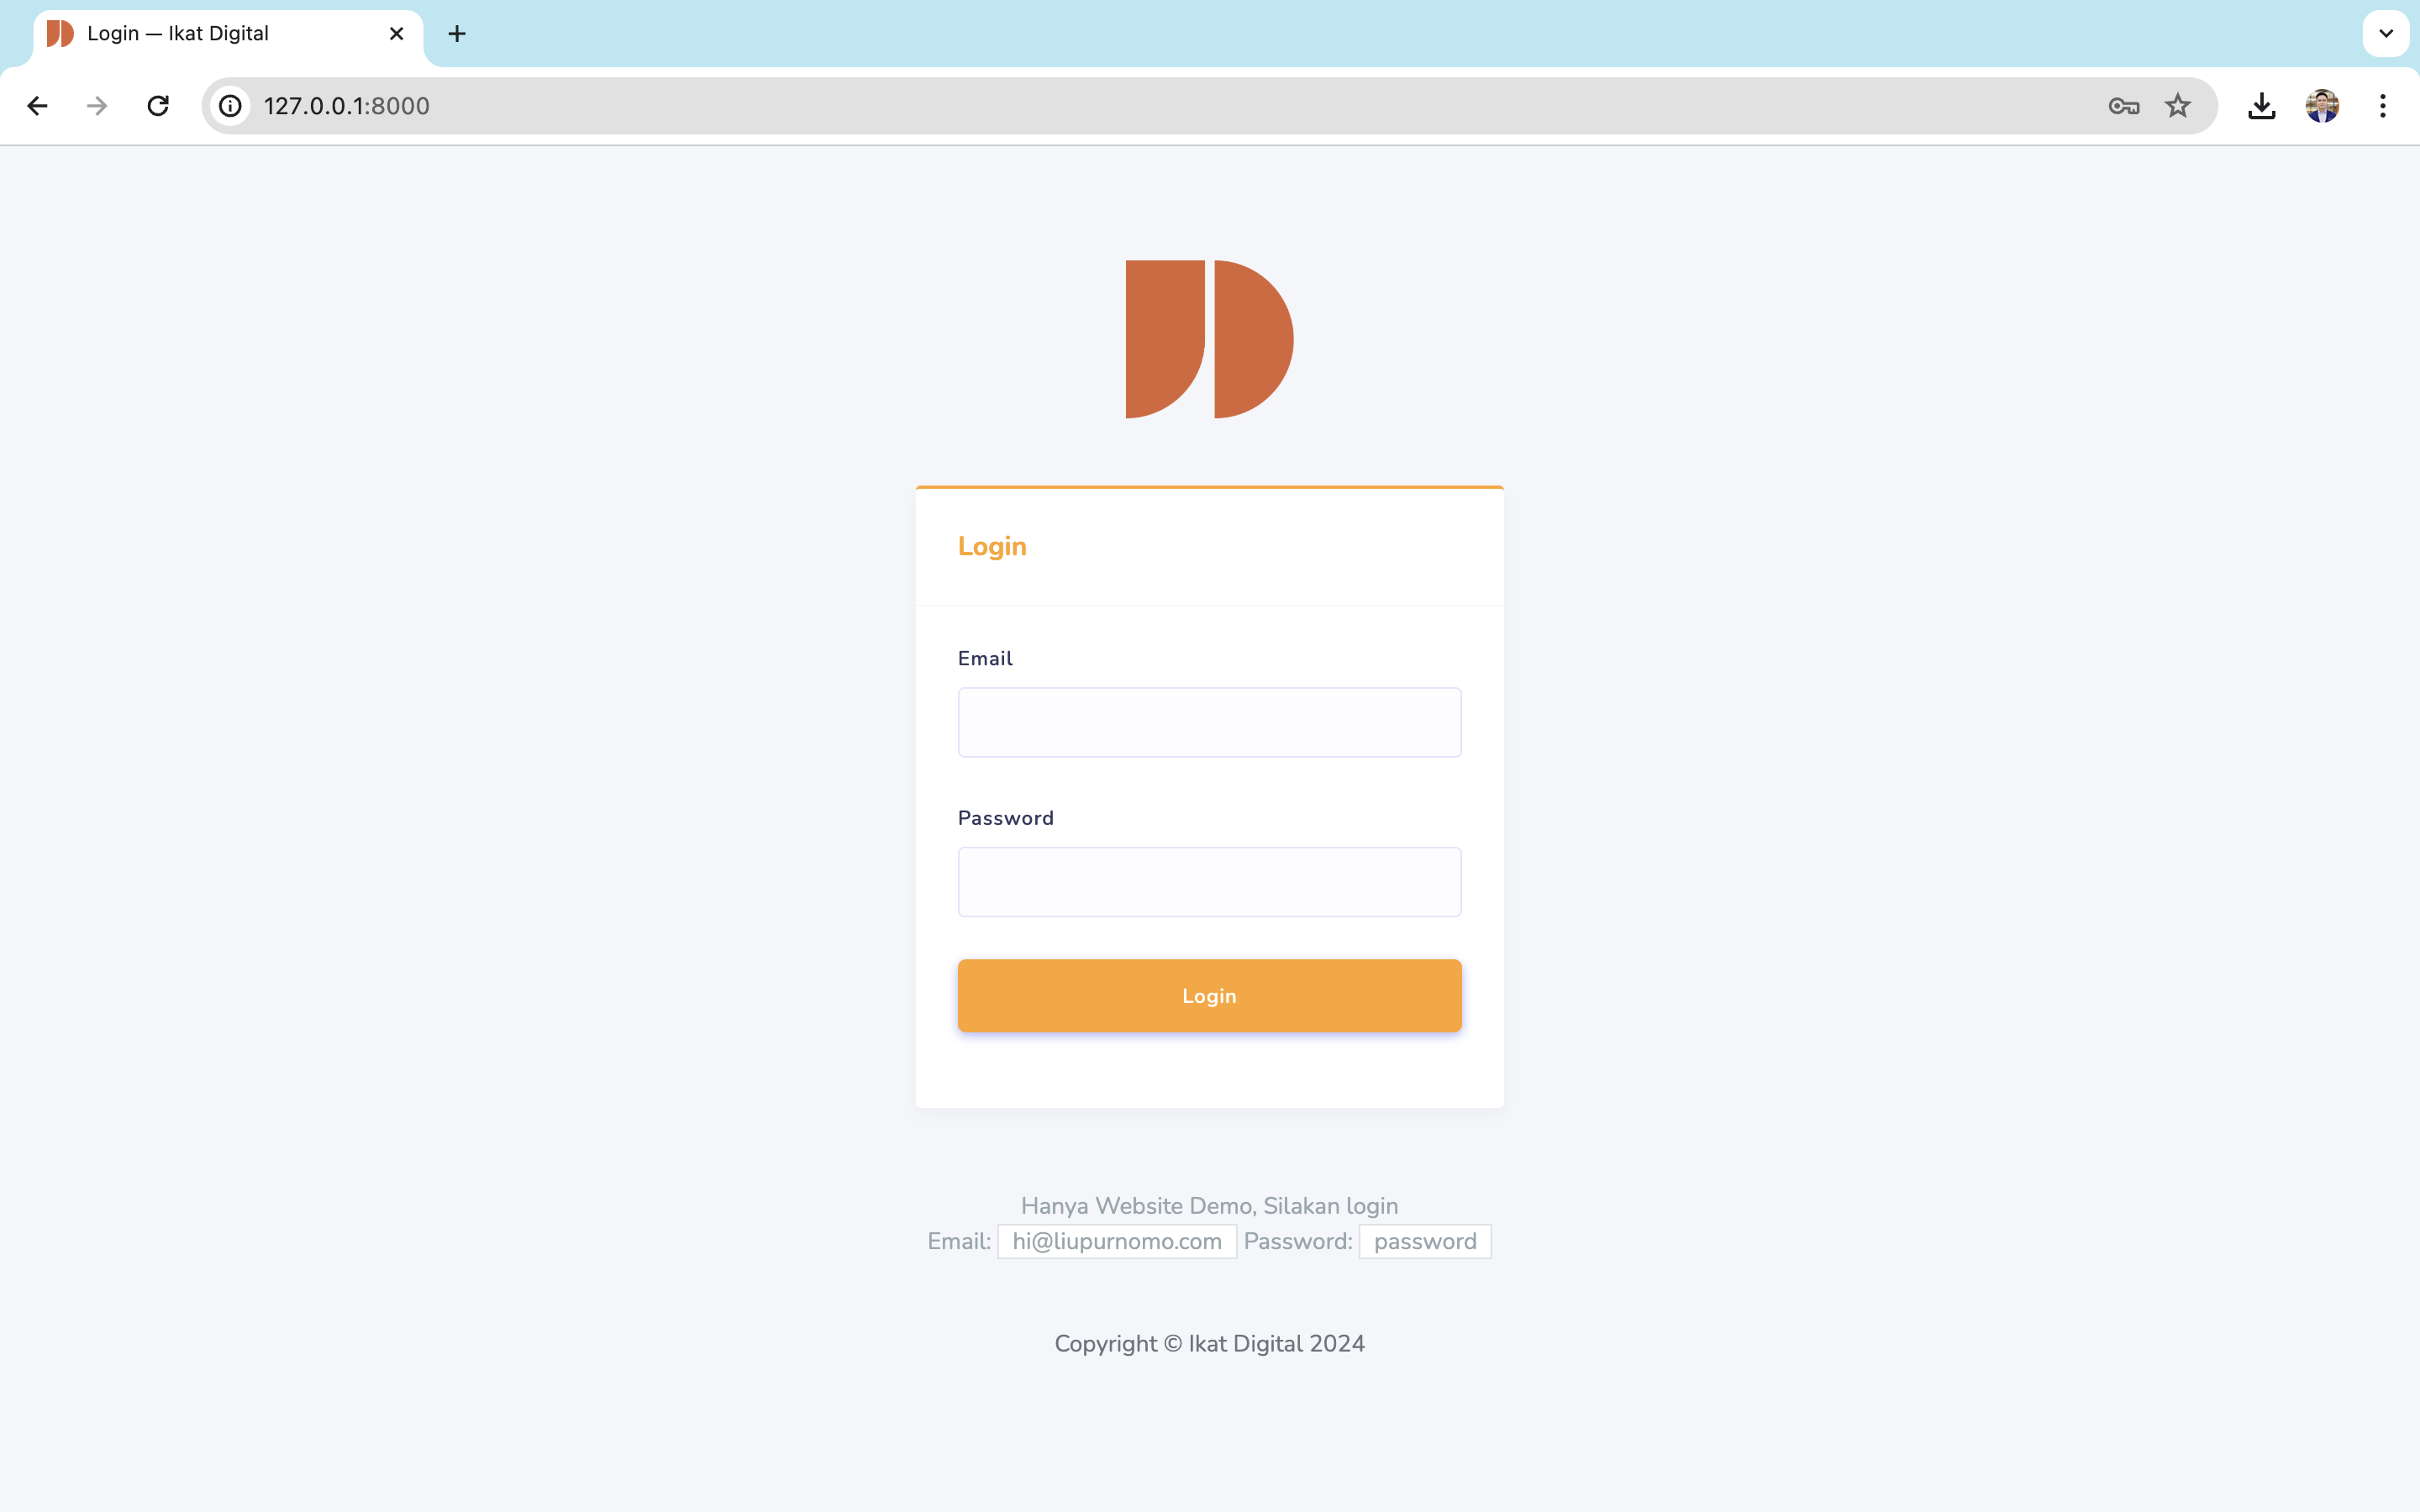 Login — Ikat Digital
127.0.0.1:8000
Login
Email
Password
Login
Hanya Website Demo, Silakan login
Email: hi@liupurnomo.com Password: password
Copyright © Ikat Digital 2024